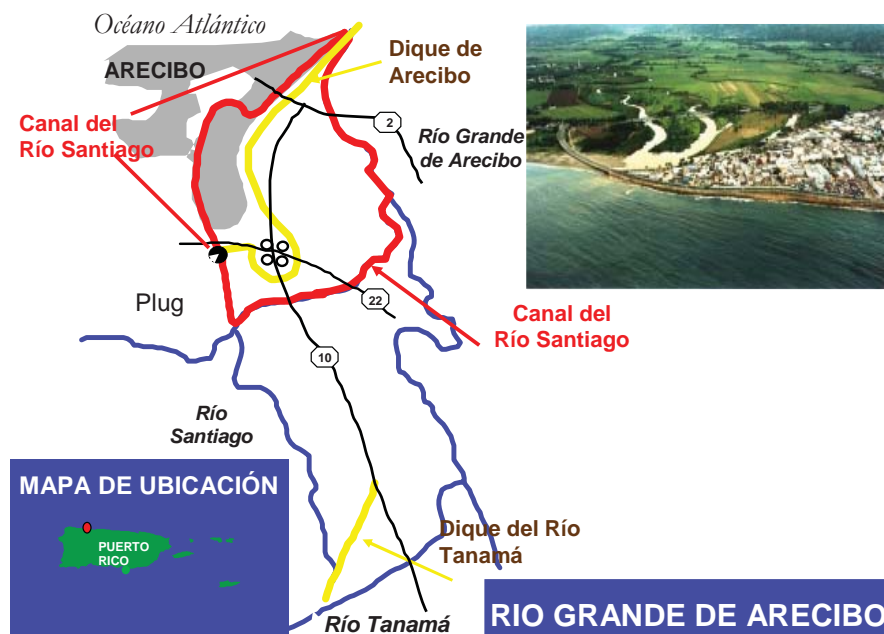 Océano Atlántico
ARECIBO
Dique de
Arecibo
Canal del
Río Santiago
2
Río Grande
de Arecibo
Plug
22
Canal del
Río Santiago
10
Río
Santiago
MAPA DE UBICACIÓN
PUERTO
RICO
Dique del Río
Tanamá
Río Tanamá
RIO GRANDE DE ARECIBO